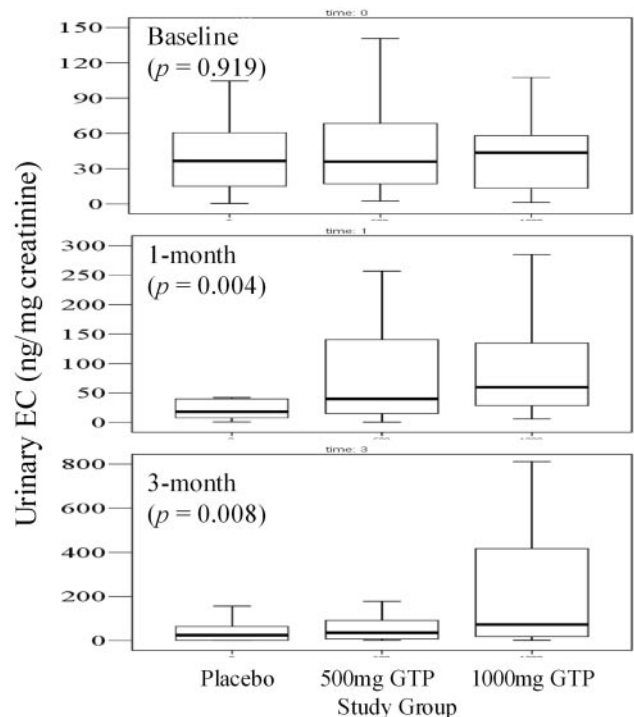 time: 0
150
120
90
60
30
0
Baseline
(p = 0.919)
time: 1
300
250
200
150
100
50
0
1-month
(p = 0.004)
time: 3
800
600
400
200
0
3-month
(p = 0.008)
Urinary EC (ng/mg creatinine)
Placebo 500mg GTP 1000mg GTP
Study Group